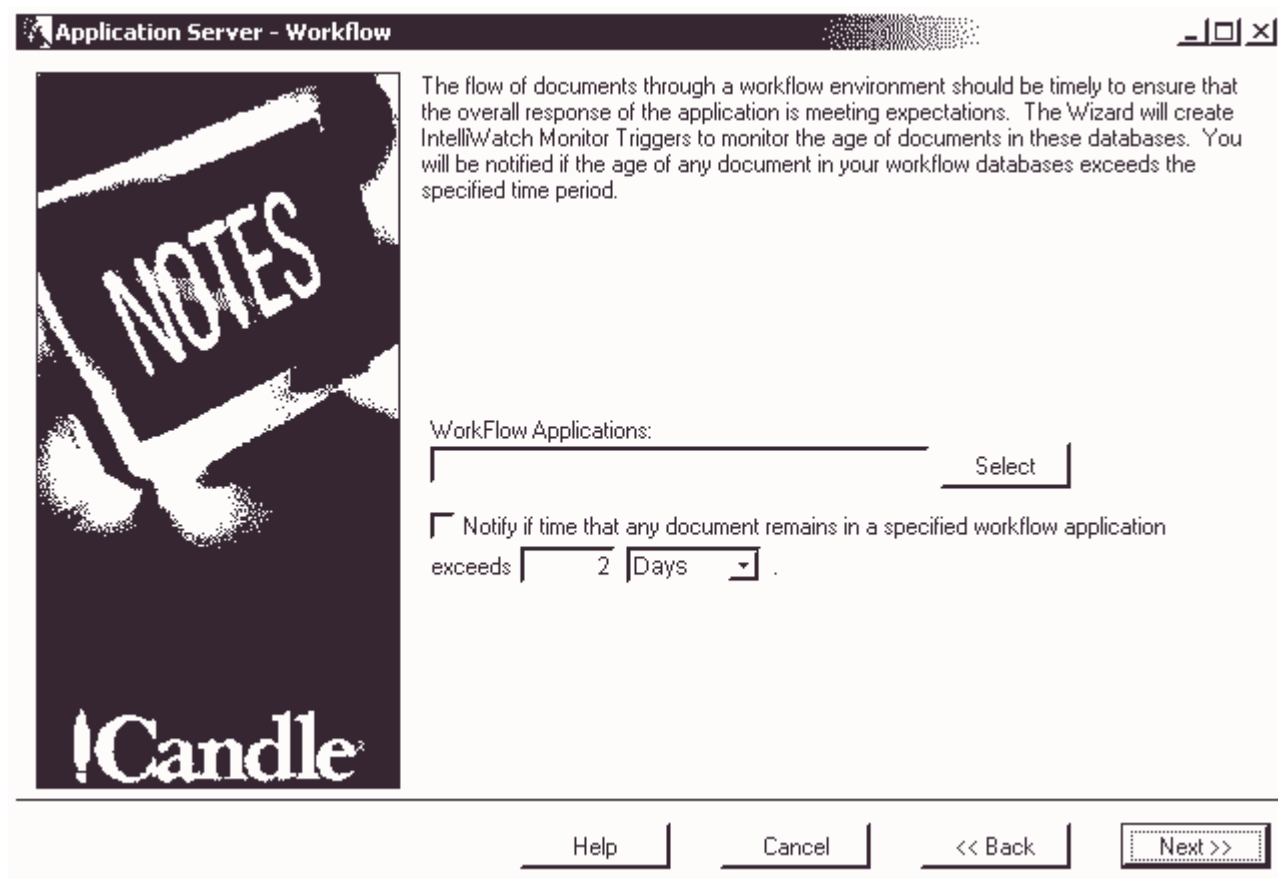 Application Server - Workflow
The flow of documents through a workflow environment should be timely to ensure that
the overall response of the application is meeting expectations.  The Wizard will create
IntelliWatch Monitor Triggers to monitor the age of documents in these databases.  You
will be notified if the age of any document in your workflow databases exceeds the
specified time period.
NOTES
WorkFlow Applications:
Select
Notify if time that any document remains in a specified workflow application
exceeds 2 Days .
Candle
Help Cancel << Back Next >>